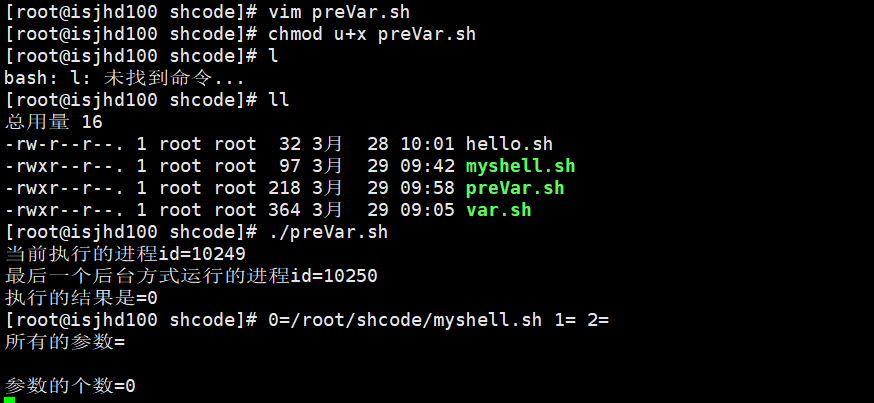 [root@isjhd100 shcode]# vim preVar.sh
[root@isjhd100 shcode]# chmod u+x preVar.sh
[root@isjhd100 shcode]# l
bash: l: 未找到命令...
[root@isjhd100 shcode]# ll
总用量 16
-rw-r--r--. 1 root root  32 3月  28 10:01 hello.sh
-rwxr--r--. 1 root root  97 3月  29 09:42 myshell.sh
-rwxr--r--. 1 root root 218 3月  29 09:58 preVar.sh
-rwxr--r--. 1 root root 364 3月  29 09:05 var.sh
[root@isjhd100 shcode]# ./preVar.sh
当前执行的进程id=10249
最后一个后台方式运行的进程id=10250
执行的结果是=0
[root@isjhd100 shcode]# 0=/root/shcode/myshell.sh 1= 2=
所有的参数=
参数的个数=0